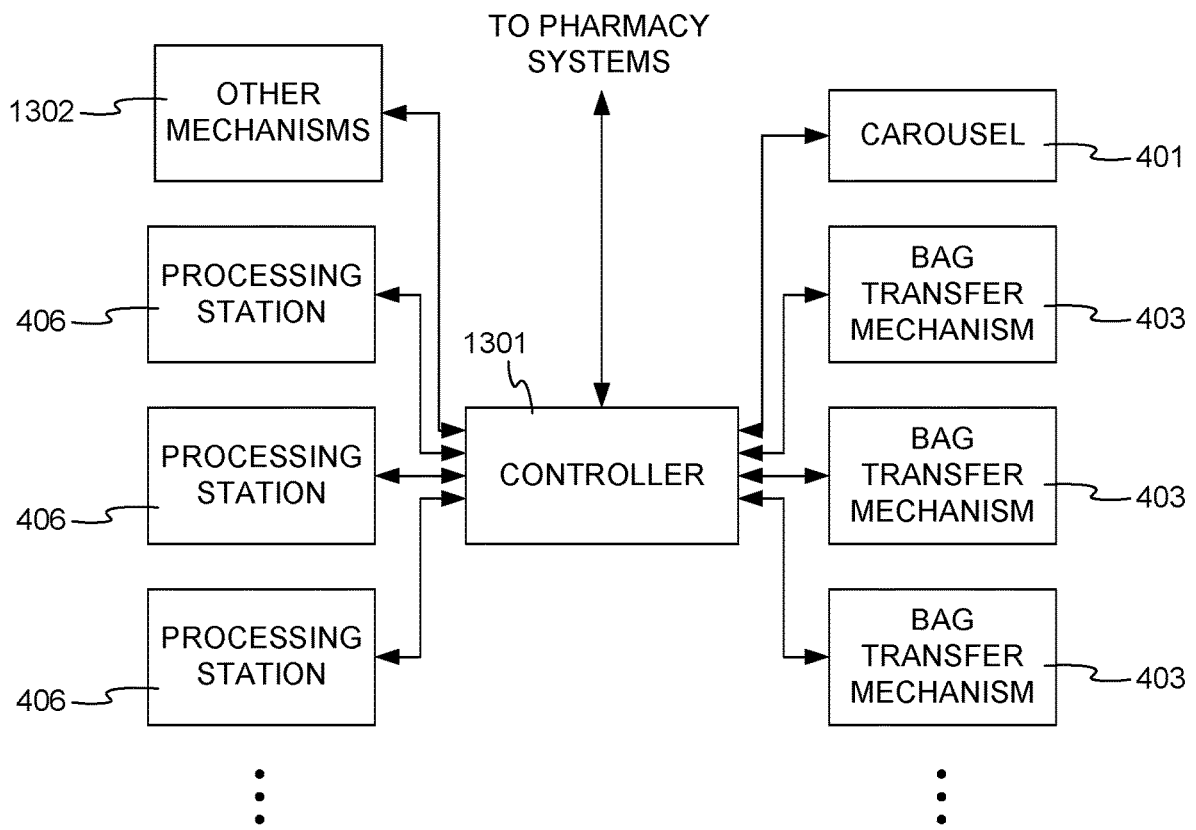 TO PHARMACY
SYSTEMS
1302
OTHER
MECHANISMS
CAROUSEL
401
406
PROCESSING
STATION
BAG
TRANSFER
MECHANISM
403
1301
CONTROLLER
406
PROCESSING
STATION
BAG
TRANSFER
MECHANISM
403
406
PROCESSING
STATION
BAG
TRANSFER
MECHANISM
403